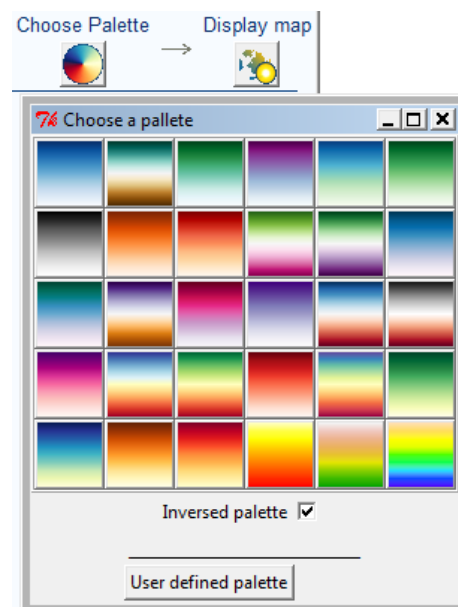 Choose Palette
Display map
Choose a pallete
Inversed palette
User defined palette